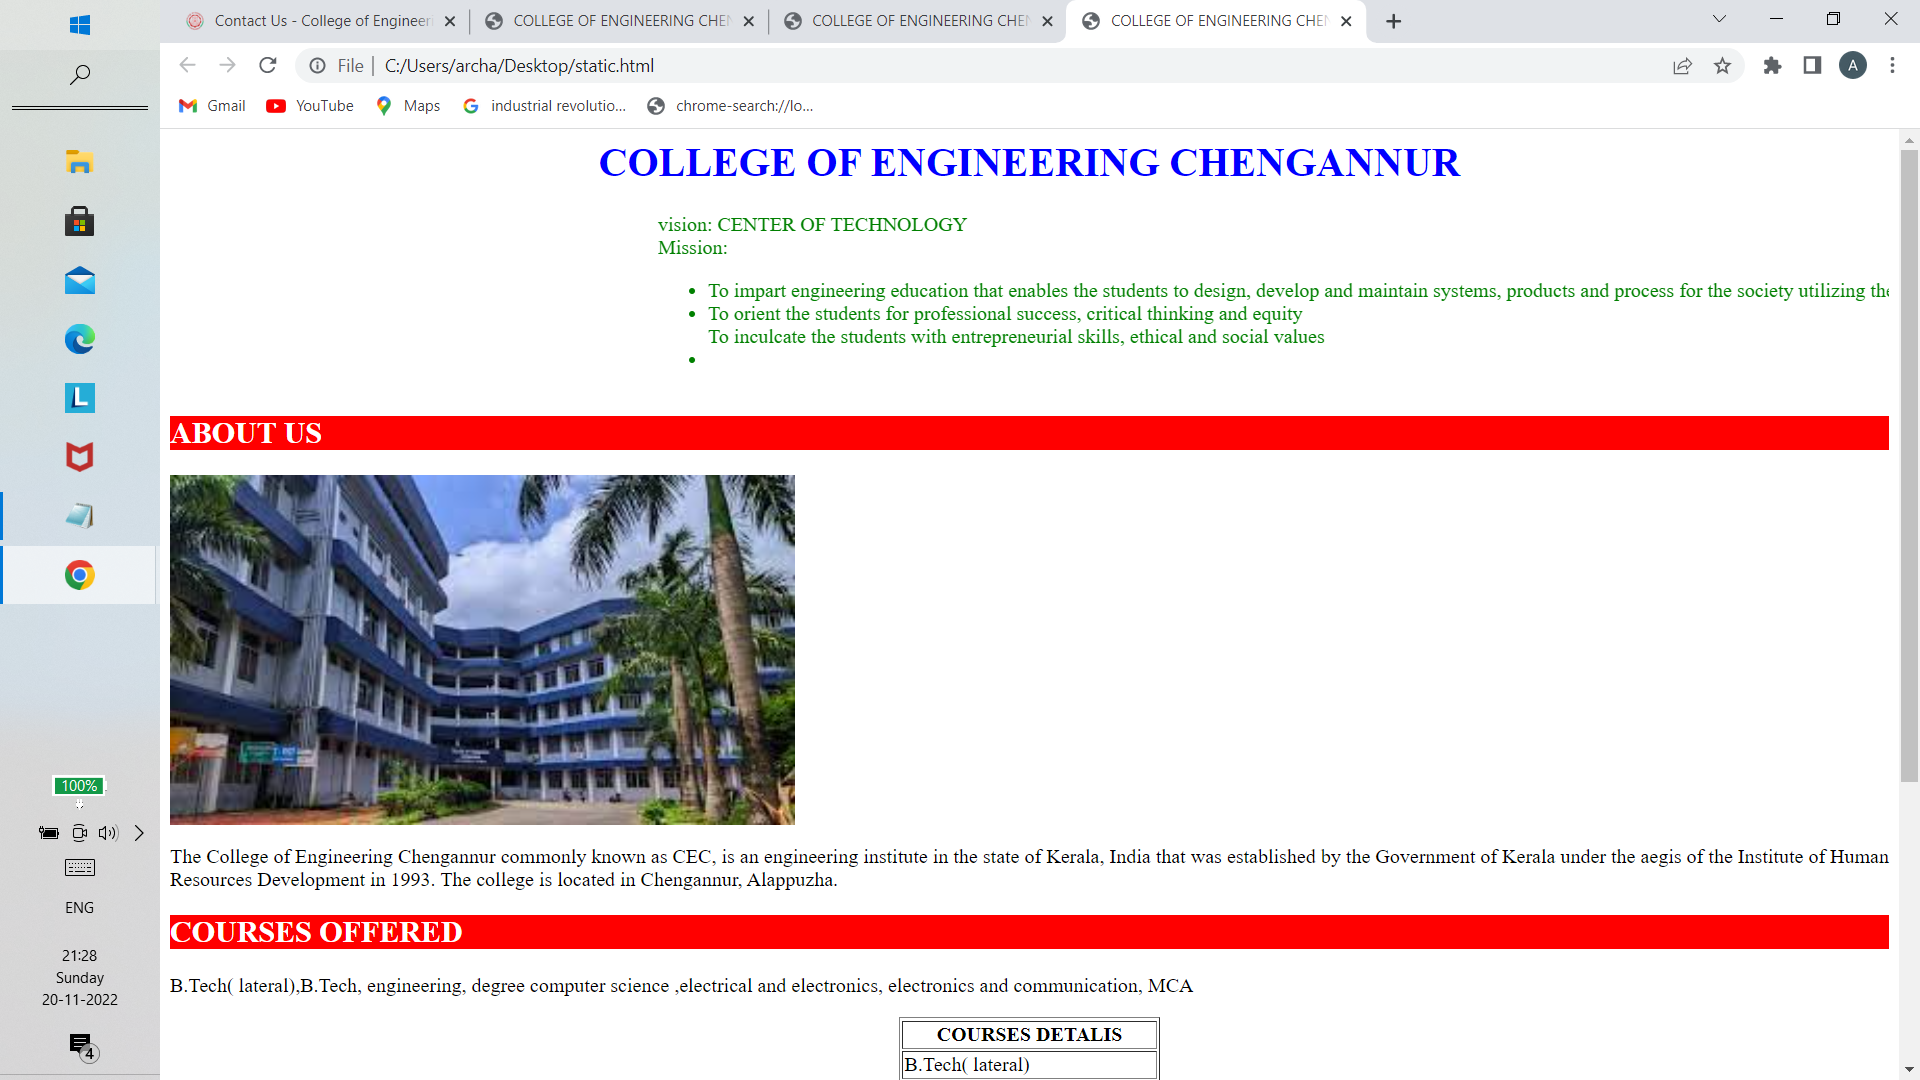 Contact Us - College of Engineeri
COLLEGE OF ENGINEERING CHEN
COLLEGE OF ENGINEERING CHEN
COLLEGE OF ENGINEERING CHEN
File
C:/Users/archa/Desktop/static.html
A
Gmail
YouTube
Maps
industrial revolutio...
chrome-search://lo...
COLLEGE OF ENGINEERING CHENGANNUR
vision: CENTER OF TECHNOLOGY
Mission:
To impart engineering education that enables the students to design, develop and maintain systems, products and process for the society utilizing the
To orient the students for professional success, critical thinking and equity
To inculcate the students with entrepreneurial skills, ethical and social values
ABOUT US
The College of Engineering Chengannur commonly known as CEC, is an engineering institute in the state of Kerala, India that was established by the Government of Kerala under the aegis of the Institute of Human
Resources Development in 1993. The college is located in Chengannur, Alappuzha.
COURSES OFFERED
B.Tech( lateral),B.Tech, engineering, degree computer science ,electrical and electronics, electronics and communication, MCA
COURSES DETALIS
B.Tech( lateral)
L
100%
ENG
21:28
Sunday
20-11-2022
4